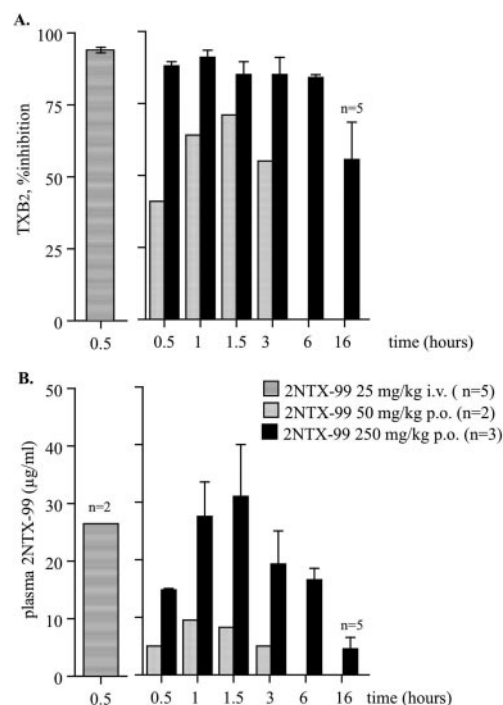 A.
TXB2, %inhibition
100
75
50
25
0
n=5
0.5
0.5 1 1.5 3 6 16 time (hours)
B.
plasma 2NTX-99 (µg/ml)
50
40
30
20
10
0
2NTX-99 25 mg/kg i.v. ( n=5)
2NTX-99 50 mg/kg p.o. (n=2)
2NTX-99 250 mg/kg p.o. (n=3)
n=2
n=5
0.5
0.5 1 1.5 3 6 16 time (hours)